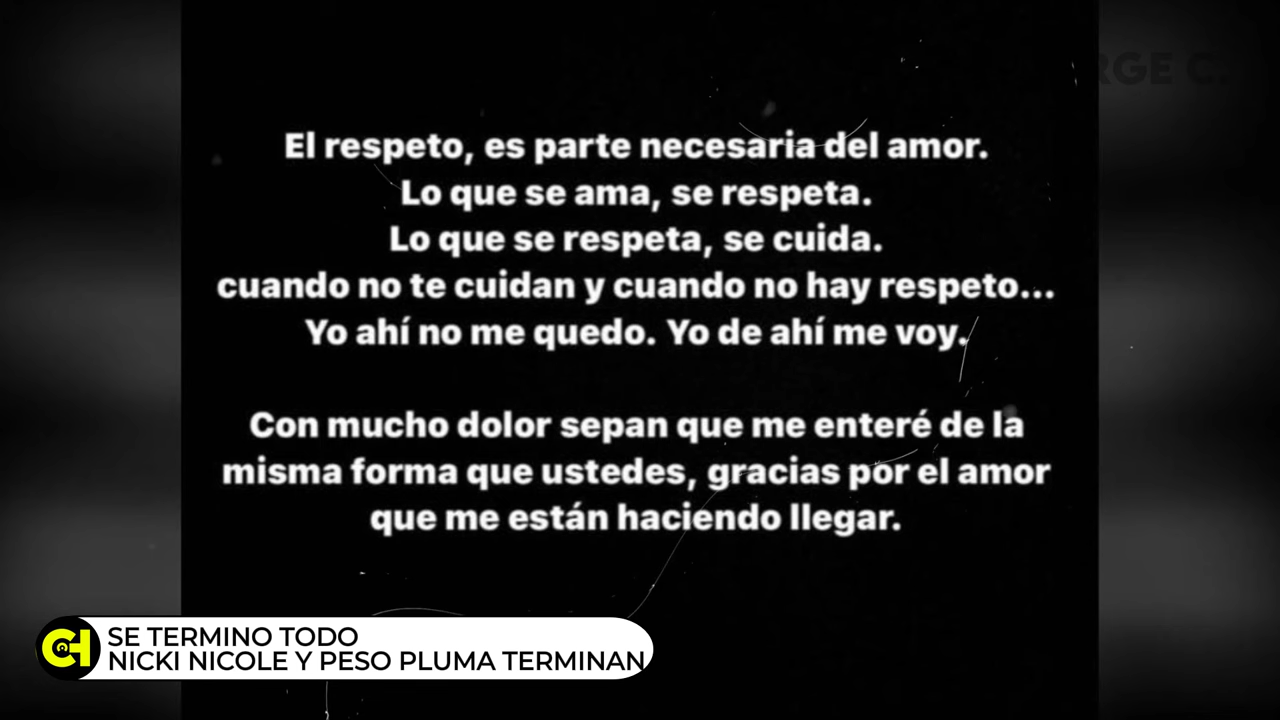 El respeto, es parte necesaria del amor.
Lo que se ama, se respeta.
Lo que se respeta, se cuida.
cuando no te cuidan y cuando no hay respeto...
Yo ahí no me quedo. Yo de ahí me voy.
Con mucho dolor sepan que me enteré de la
misma forma que ustedes, gracias por el amor
que me están haciendo llegar.
SE TERMINO TODO
NICKI NICOLE Y PESO PLUMA TERMINAN